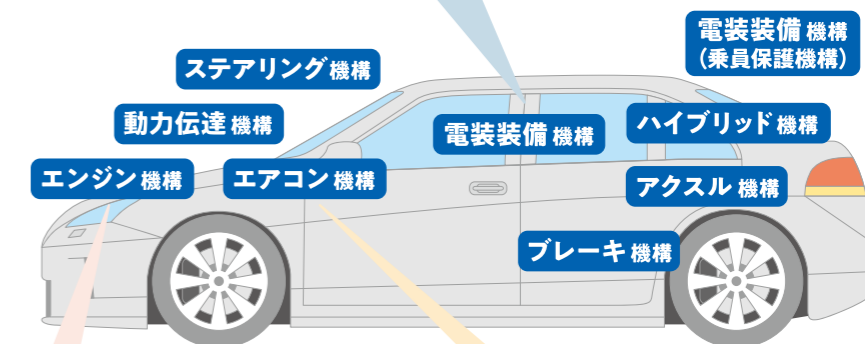 電装装備機構
（乗員保護機構）
ステアリング機構
動力伝達機構
電装装備機構
ハイブリッド機構
エンジン機構
エアコン機構
アクスル機構
ブレーキ機構